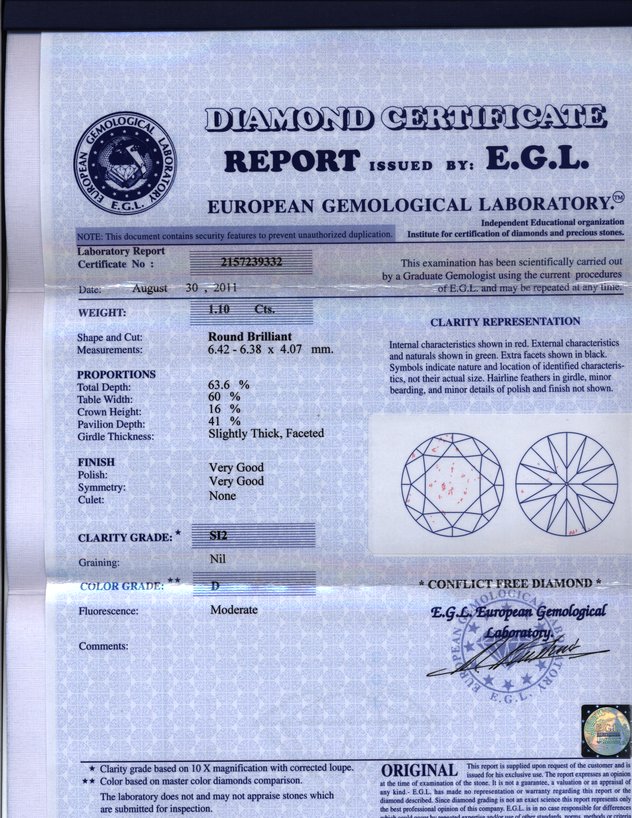 DIAMOND CERTIFICATE
REPORT ISSUED BY: E.G.L.
EUROPEAN GEMOLOGICAL LABORATORY.™
EUROPEAN GEMOLOGICAL LABORATORY
E.G.L.
Independent Educational organization
Institute for certification of diamonds and precious stones.
NOTE: This document contains security features to prevent unauthorized duplication.
Laboratory Report
Certificate No : 2157239332
Date: August 30 , 2011
WEIGHT: 1.10 Cts.
Shape and Cut: Round Brilliant
Measurements: 6.42 - 6.38 x 4.07 mm.
PROPORTIONS
Total Depth: 63.6 %
Table Width: 60 %
Crown Height: 16 %
Pavilion Depth: 41 %
Girdle Thickness: Slightly Thick, Faceted
FINISH
Polish: Very Good
Symmetry: Very Good
Culet: None
CLARITY GRADE: * SI2
Graining: Nil
COLOR GRADE: ** D
Fluorescence: Moderate
Comments:
This examination has been scientifically carried out
by a Graduate Gemologist using the current procedures
of E.G.L. and may be repeated at any time.
CLARITY REPRESENTATION
Internal characteristics shown in red. External characteristics
and naturals shown in green. Extra facets shown in black.
Symbols indicate nature and location of identified characteris-
tics, not their actual size. Hairline feathers in girdle, minor
bearding, and minor details of polish and finish not shown.
* CONFLICT FREE DIAMOND *
E.G.L. European Gemological
Laboratory.
EUROPEAN GEMOLOGICAL LABORATORY
E.G.L.
★ Clarity grade based on 10 X magnification with corrected loupe.
★★ Color based on master color diamonds comparison.
The laboratory does not and may not appraise stones which
are submitted for inspection.
ORIGINAL This report is supplied upon request of the customer and is
issued for his exclusive use. The report expresses an opinion
at the time of examination of the stone. It is not a guarantee, a valuation or appraisal of
any kind.- E.G.L. has made no representation or warranty regarding this report or the
diamond described. Since diamond grading is not an exact science this report represents only
the best professional opinion of this company. E.G.L. is in no case responsible for differences